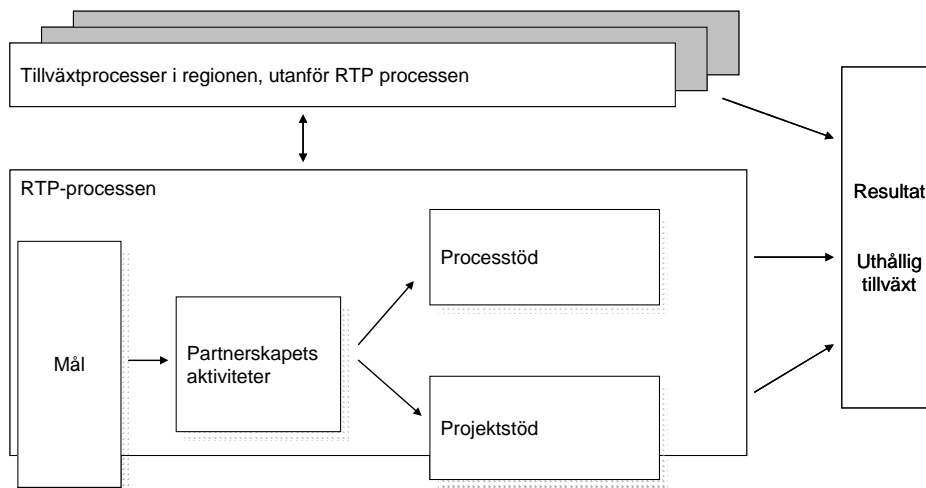 Tillväxtprocesser i regionen, utanför RTP processen
RTP-processen
Mål
Partnerskapets
aktiviteter
Processtöd
Projektstöd
Resultat
Uthållig
tillväxt